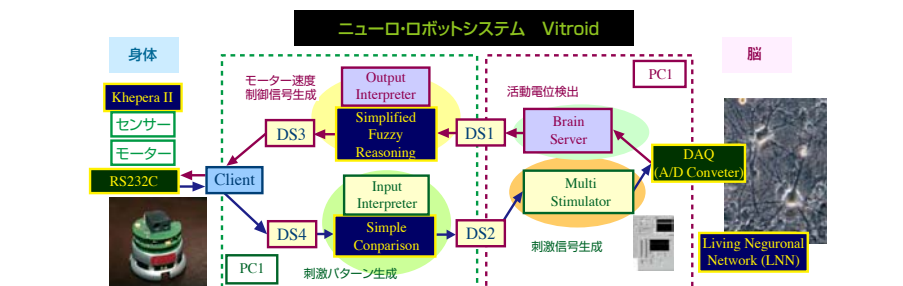 ニューロ・ロボットシステム Vitroid
身体
脳
Khepera II
センサー
モーター
RS232C
Client
モーター速度
制御信号生成
Output
Interpreter
Simplified
Fuzzy
Reasoning
DS3
DS1
PC1
活動電位検出
Brain
Server
DAQ
(A/D Conveter)
Input
Interpreter
Simple
Conparison
DS4
DS2
Multi
Stimulator
刺激信号生成
PC1
刺激パターン生成
Living Neguronal
Network (LNN)